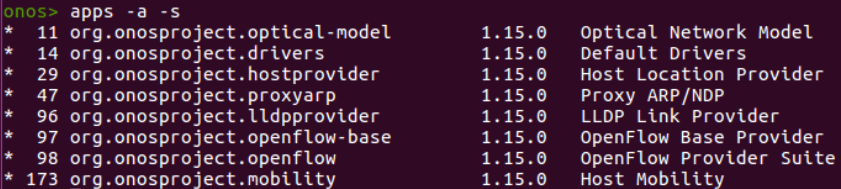 onos> apps -a -s
*  11 org.onosproject.optical-model        1.15.0   Optical Network Model
*  14 org.onosproject.drivers              1.15.0   Default Drivers
*  29 org.onosproject.hostprovider         1.15.0   Host Location Provider
*  47 org.onosproject.proxyarp             1.15.0   Proxy ARP/NDP
*  96 org.onosproject.lldpprovider         1.15.0   LLDP Link Provider
*  97 org.onosproject.openflow-base        1.15.0   OpenFlow Base Provider
*  98 org.onosproject.openflow             1.15.0   OpenFlow Provider Suite
* 173 org.onosproject.mobility             1.15.0   Host Mobility